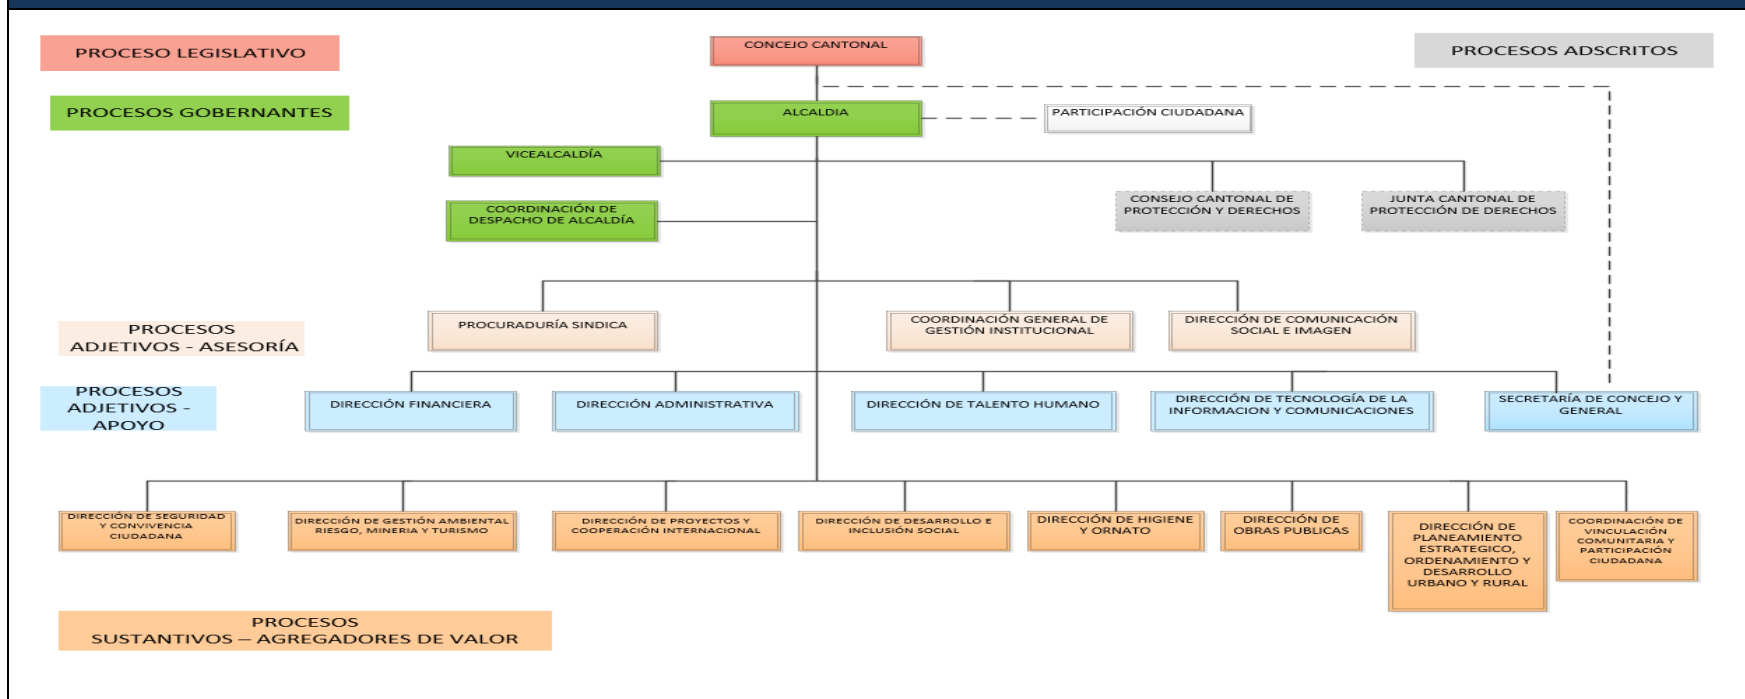 PROCESO LEGISLATIVO
CONCEJO CANTONAL
PROCESOS ADSCRITOS
PROCESOS GOBERNANTES
ALCALDIA
PARTICIPACIÓN CIUDADANA
VICEALCALDÍA
COORDINACIÓN DE
DESPACHO DE ALCALDÍA
CONSEJO CANTONAL DE
PROTECCIÓN Y DERECHOS
JUNTA CANTONAL DE
PROTECCIÓN DE DERECHOS
PROCESOS
ADJETIVOS - ASESORÍA
PROCURADURÍA SINDICA
COORDINACIÓN GENERAL DE
GESTIÓN INSTITUCIONAL
DIRECCIÓN DE COMUNICACIÓN
SOCIAL E IMAGEN
PROCESOS
ADJETIVOS -
APOYO
DIRECCIÓN FINANCIERA
DIRECCIÓN ADMINISTRATIVA
DIRECCIÓN DE TALENTO HUMANO
DIRECCIÓN DE TECNOLOGÍA DE LA
INFORMACION Y COMUNICACIONES
SECRETARÍA DE CONCEJO Y
GENERAL
DIRECCIÓN DE SEGURIDAD
Y CONVIVENCIA
CIUDADANA
DIRECCIÓN DE GESTIÓN AMBIENTAL
RIESGO, MINERIA Y TURISMO
DIRECCIÓN DE PROYECTOS Y
COOPERACIÓN INTERNACIONAL
DIRECCIÓN DE DESARROLLO E
INCLUSIÓN SOCIAL
DIRECCIÓN DE HIGIENE
Y ORNATO
DIRECCIÓN DE
OBRAS PUBLICAS
DIRECCIÓN DE
PLANEAMIENTO
ESTRATEGICO,
ORDENAMIENTO Y
DESARROLLO
URBANO Y RURAL
COORDINACIÓN DE
VINCULACIÓN
COMUNITARIA Y
PARTICIPACIÓN
CIUDADANA
PROCESOS
SUSTANTIVOS – AGREGADORES DE VALOR